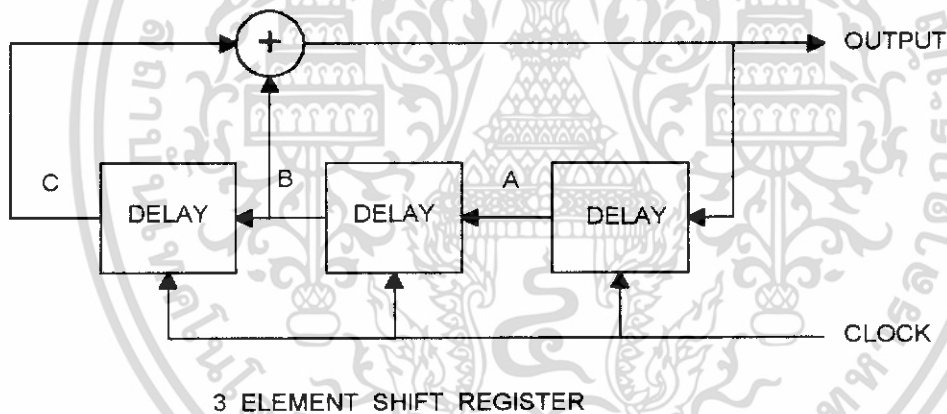 +
OUTPUT
C
B
A
DELAY
DELAY
DELAY
CLOCK
3 ELEMENT SHIFT REGISTER